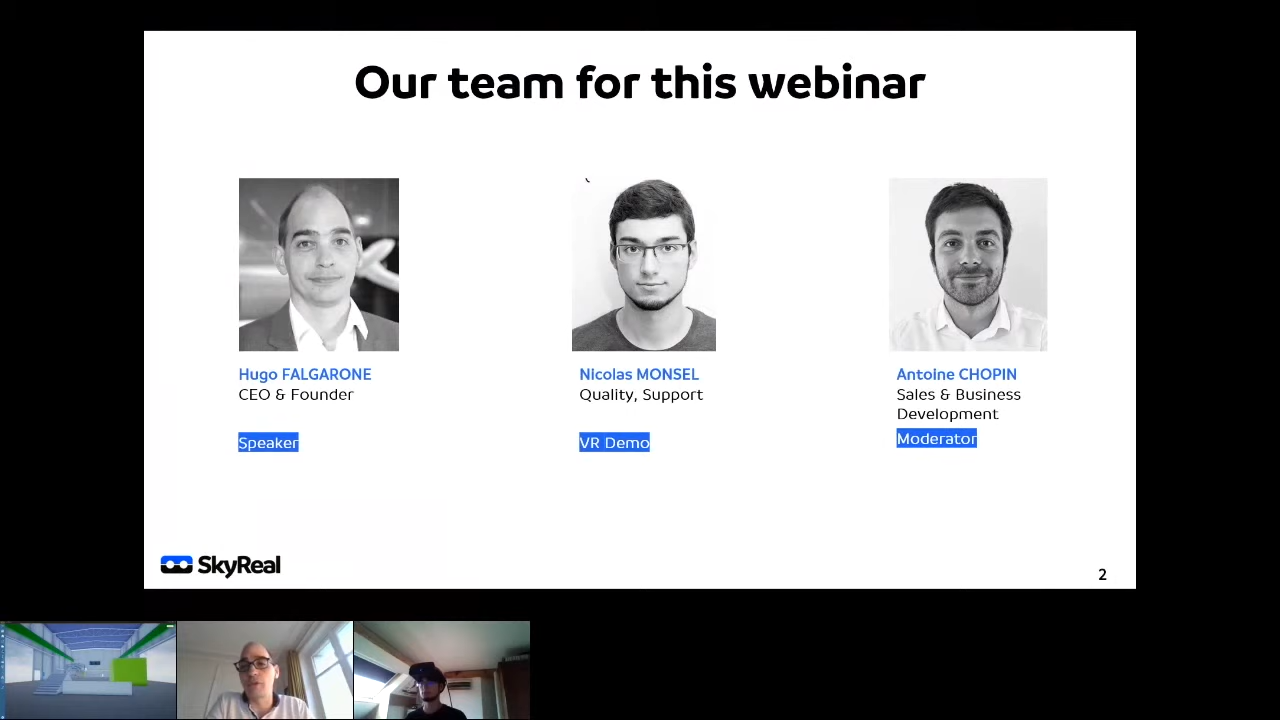 Our team for this webinar
Hugo FALGARONE
CEO & Founder
Speaker
Nicolas MONSEL
Quality, Support
VR Demo
Antoine CHOPIN
Sales & Business
Development
Moderator
SkyReal
2